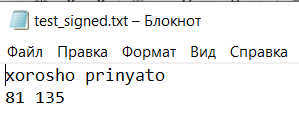 test_signed.txt – Блокнот
Файл Правка Формат Вид Справка
xorosho prinyato
81 135